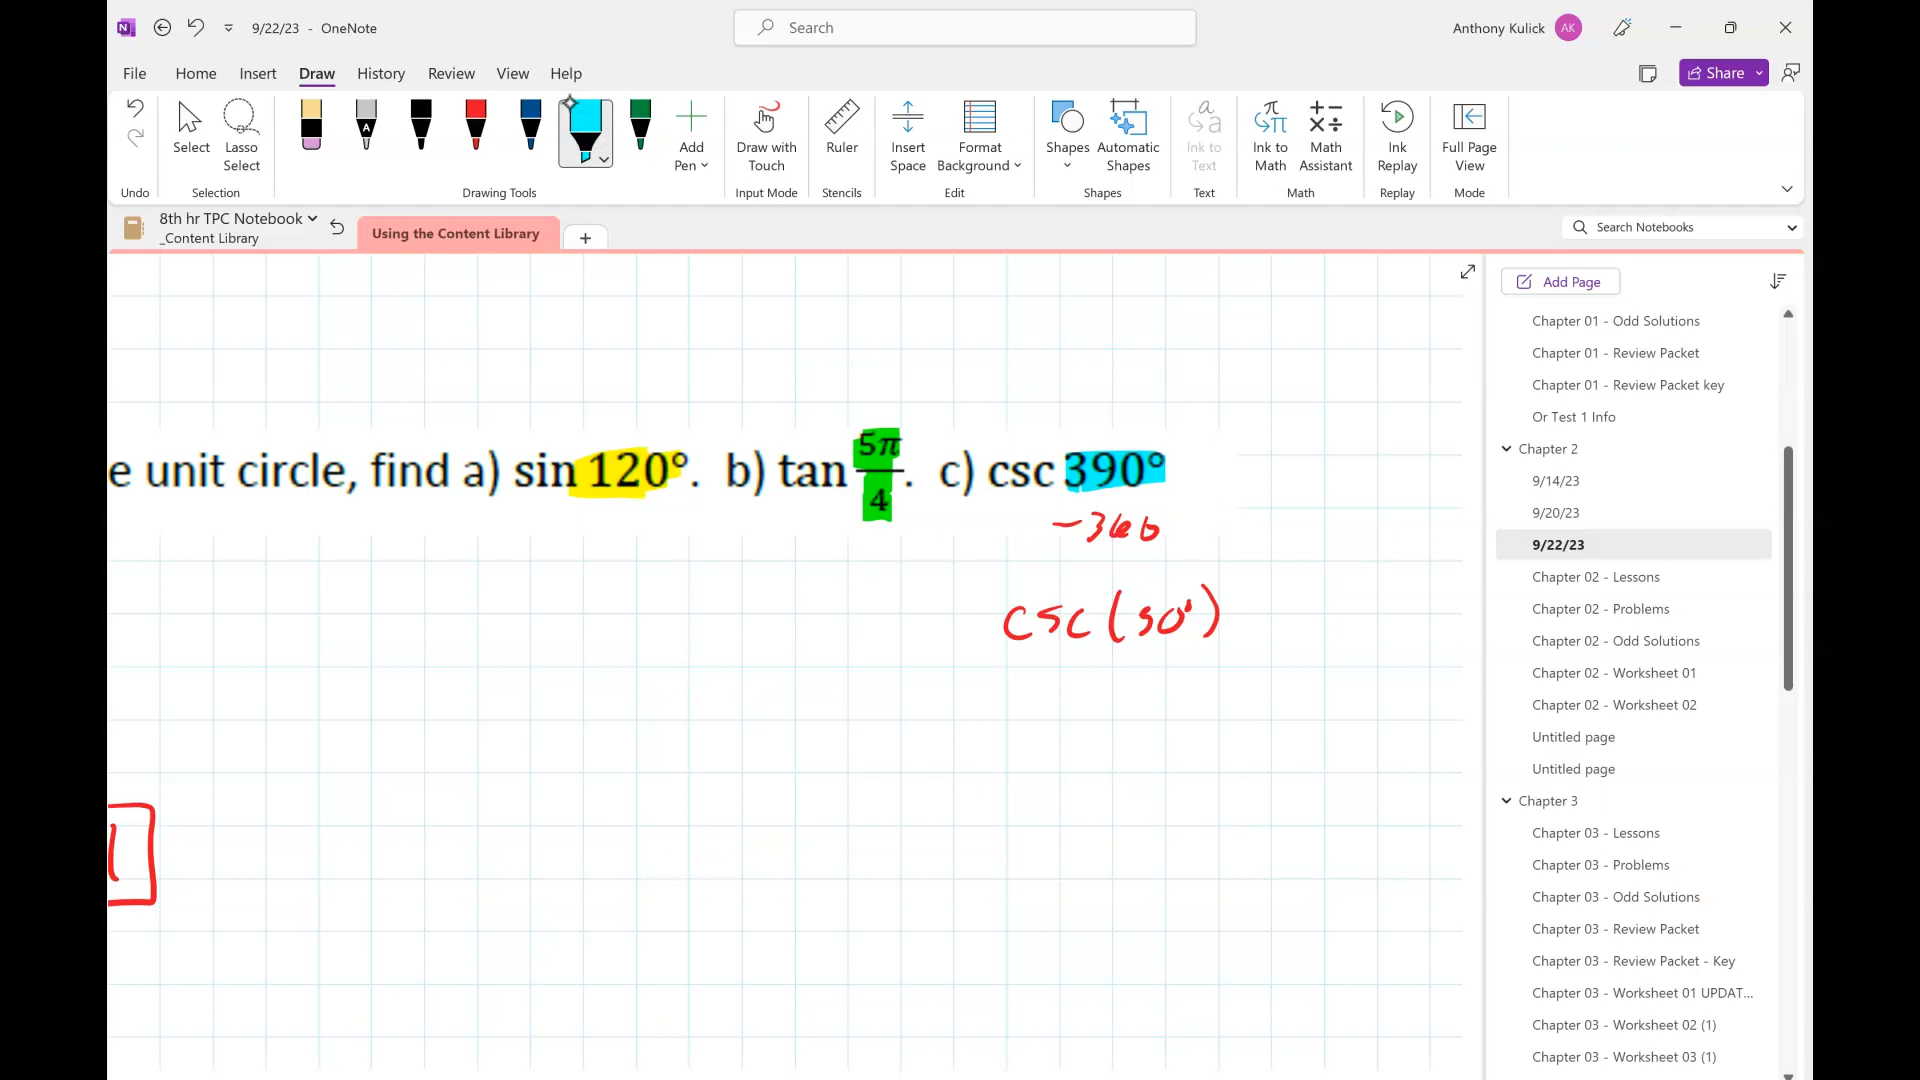 9/22/23 - OneNote
Search
Anthony Kulick AK
File Home Insert Draw History Review View Help
Share
Select
Lasso Select
A
Add Pen
Draw with Touch
Ruler
Insert Space
Format Background
Shapes
Automatic Shapes
Ink to Text
Ink to Math
Math Assistant
Ink Replay
Full Page View
Undo Selection Drawing Tools Input Mode Stencils Edit Shapes Text Math Replay Mode
8th hr TPC Notebook
_Content Library
Using the Content Library
Search Notebooks
Add Page
Chapter 01 - Odd Solutions
Chapter 01 - Review Packet
Chapter 01 - Review Packet key
Or Test 1 Info
Chapter 2
9/14/23
9/20/23
9/22/23
Chapter 02 - Lessons
Chapter 02 - Problems
Chapter 02 - Odd Solutions
Chapter 02 - Worksheet 01
Chapter 02 - Worksheet 02
Untitled page
Untitled page
Chapter 3
Chapter 03 - Lessons
Chapter 03 - Problems
Chapter 03 - Odd Solutions
Chapter 03 - Review Packet
Chapter 03 - Review Packet - Key
Chapter 03 - Worksheet 01 UPDAT...
Chapter 03 - Worksheet 02 (1)
Chapter 03 - Worksheet 03 (1)
e unit circle, find a) sin 120°. b) tan 5π/4. c) csc 390°
-360
csc (30°)